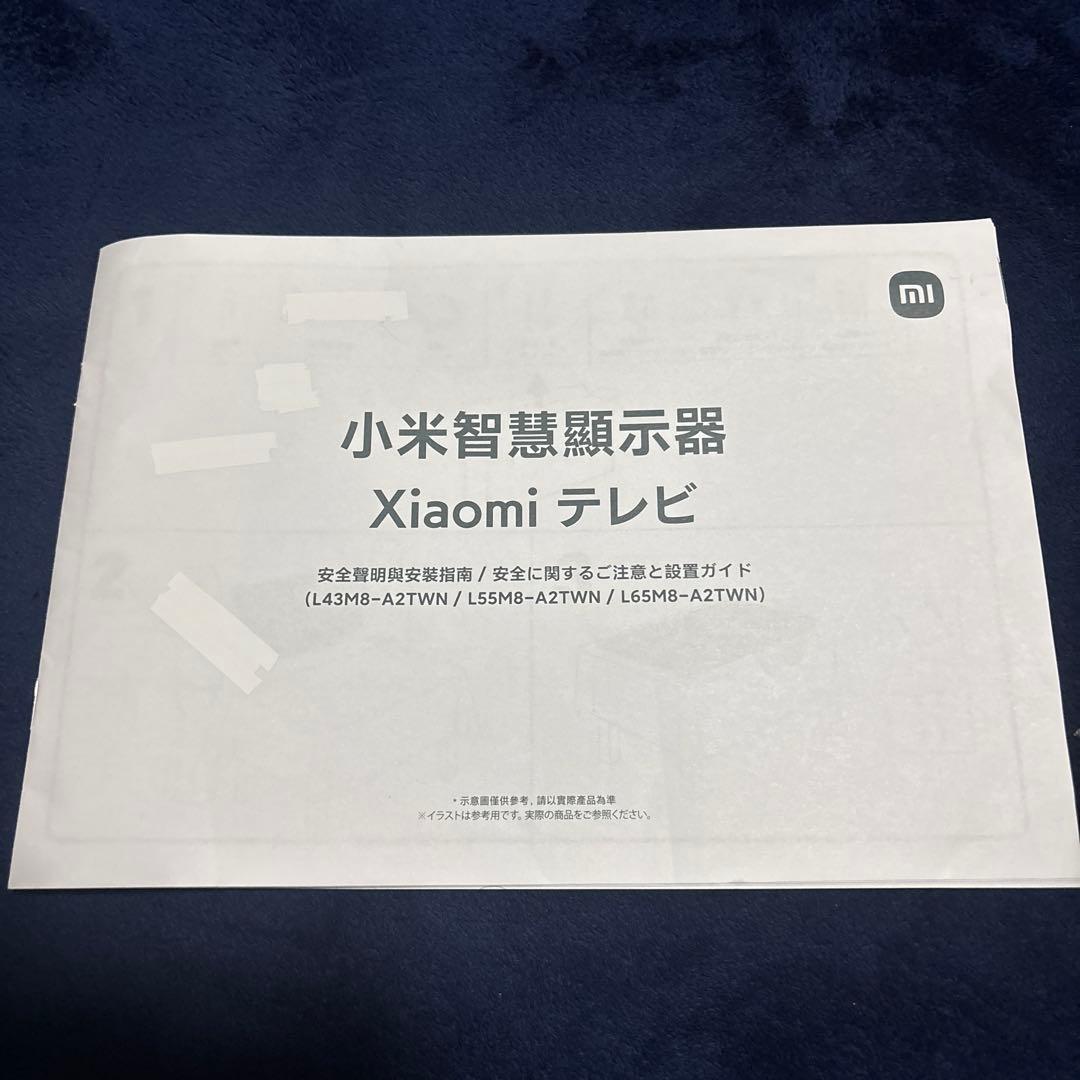 mi
小米智慧顯示器
Xiaomi テレビ
安全聲明與安裝指南 / 安全に関するご注意と設置ガイド
(L43M8-A2TWN / L55M8-A2TWN / L65M8-A2TWN)
* 示意圖僅供參考, 請以實際產品為準
※イラストは参考用です。実際の商品をご参照ください。